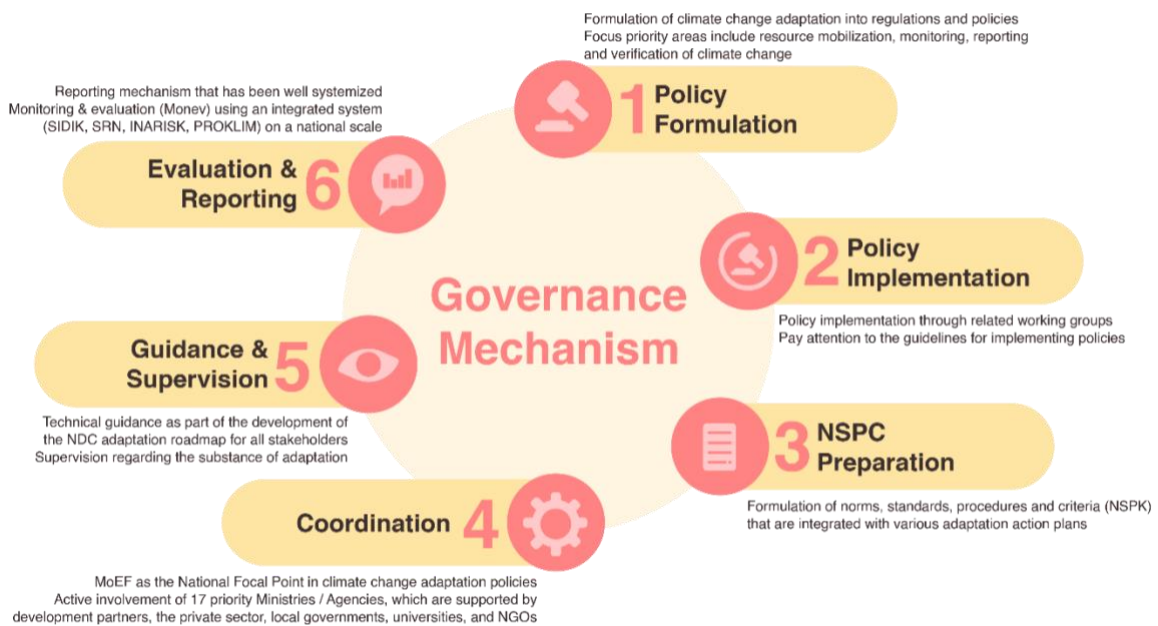 Formulation of climate change adaptation into regulations and policies
Focus priority areas include resource mobilization, monitoring, reporting
and verification of climate change
1 Policy
Formulation
2 Policy
Implementation
Policy implementation through related working groups
Pay attention to the guidelines for implementing policies
3 NSPC
Preparation
Formulation of norms, standards, procedures and criteria (NSPK)
that are integrated with various adaptation action plans
Coordination 4
MoEF as the National Focal Point in climate change adaptation policies
Active involvement of 17 priority Ministries / Agencies, which are supported by
development partners, the private sector, local governments, universities, and NGOs
Guidance &
Supervision 5
Technical guidance as part of the development of
the NDC adaptation roadmap for all stakeholders
Supervision regarding the substance of adaptation
Reporting mechanism that has been well systemized
Monitoring & evaluation (Monev) using an integrated system
(SIDIK, SRN, INARISK, PROKLIM) on a national scale
Evaluation &
Reporting 6
Governance
Mechanism